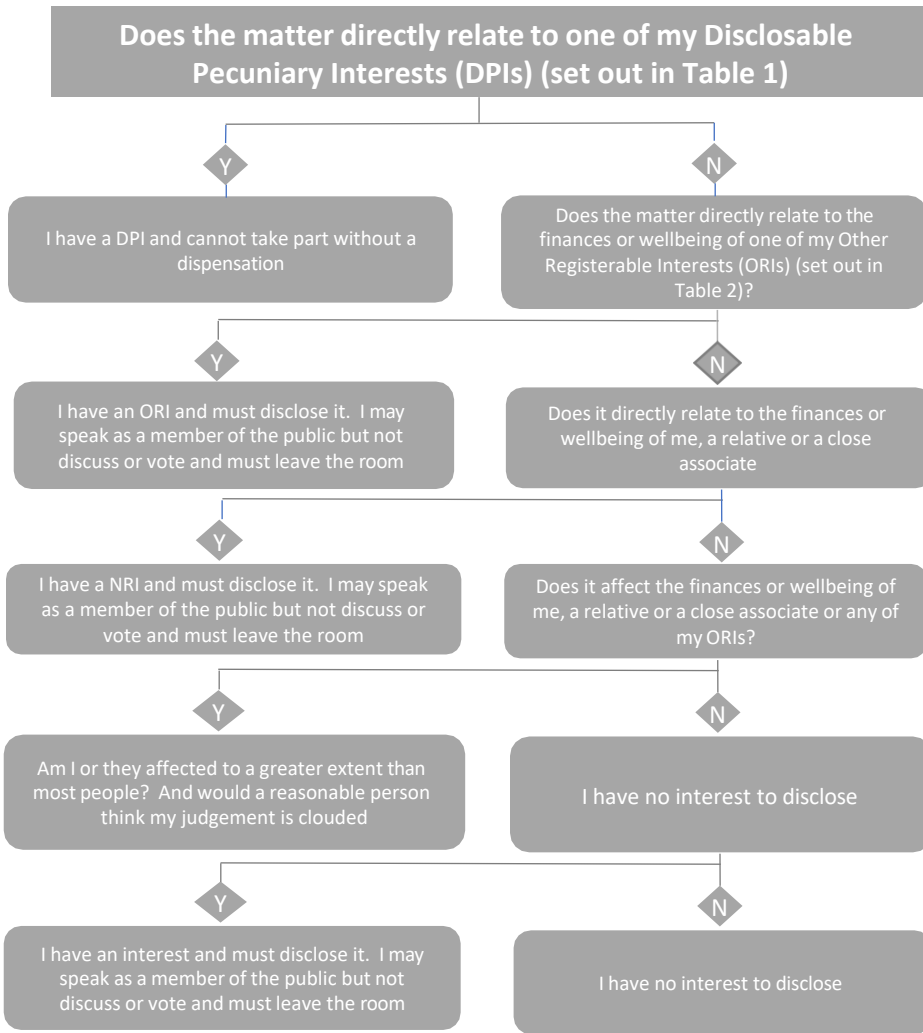 Does the matter directly relate to one of my Disclosable
Pecuniary Interests (DPIs) (set out in Table 1)
Y
N
I have a DPI and cannot take part without a
dispensation
Does the matter directly relate to the
finances or wellbeing of one of my Other
Registerable Interests (ORIs) (set out in
Table 2)?
Y
N
I have an ORI and must disclose it. I may
speak as a member of the public but not
discuss or vote and must leave the room
Does it directly relate to the finances or
wellbeing of me, a relative or a close
associate
Y
N
I have a NRI and must disclose it. I may speak
as a member of the public but not discuss or
vote and must leave the room
Does it affect the finances or wellbeing of
me, a relative or a close associate or any of
my ORIs?
Y
N
Am I or they affected to a greater extent than
most people? And would a reasonable person
think my judgement is clouded
I have no interest to disclose
Y
N
I have an interest and must disclose it. I may
speak as a member of the public but not
discuss or vote and must leave the room
I have no interest to disclose